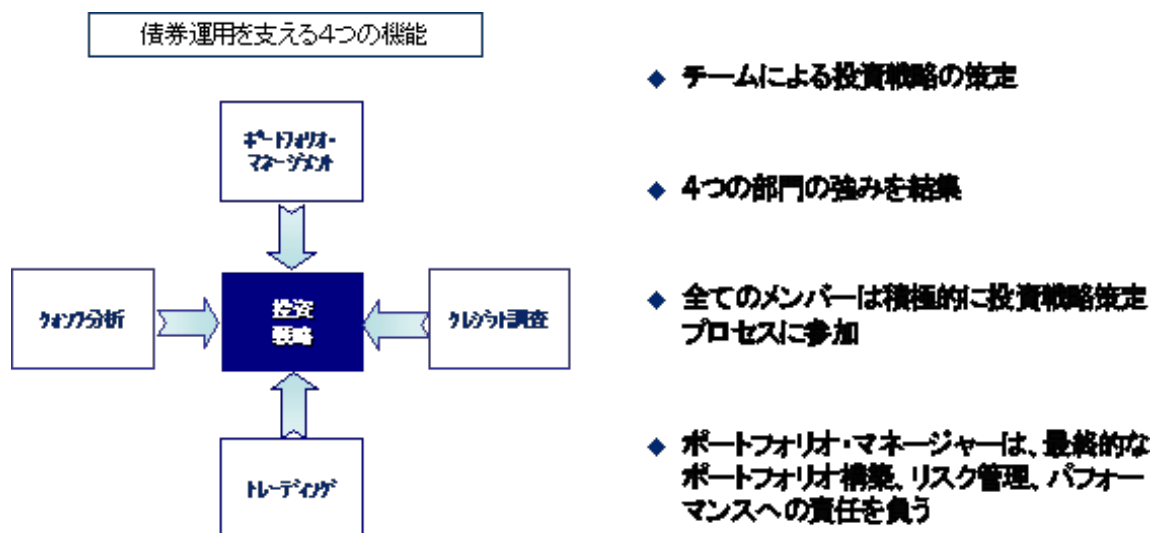 債券運用を支える4つの機能
ﾎﾟｰﾄﾌｫﾘｵ・
ﾏﾈｰｼﾞﾒﾝﾄ
ｸｫﾝﾂ分析
投資
戦略
ｸﾚｼﾞｯﾄ調査
ﾄﾚｰﾃﾞｨﾝｸﾞ
◆ チームによる投資戦略の策定
◆ 4つの部門の強みを結集
◆ 全てのメンバーは積極的に投資戦略策定
プロセスに参加
◆ ポートフォリオ・マネージャーは、最終的な
ポートフォリオ構築、リスク管理、パフォー
マンスへの責任を負う